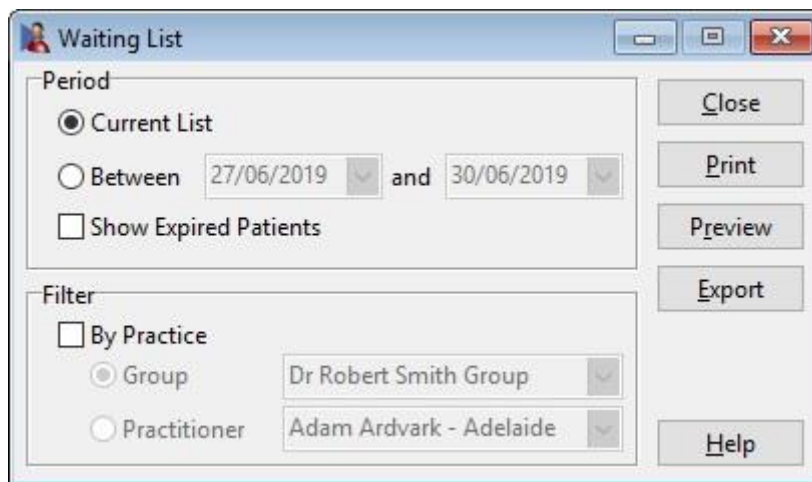 Waiting List
Period
Current List
Between 27/06/2019 and 30/06/2019
Show Expired Patients
Filter
By Practice
Group Dr Robert Smith Group
Practitioner Adam Ardvark - Adelaide
Close
Print
Preview
Export
Help